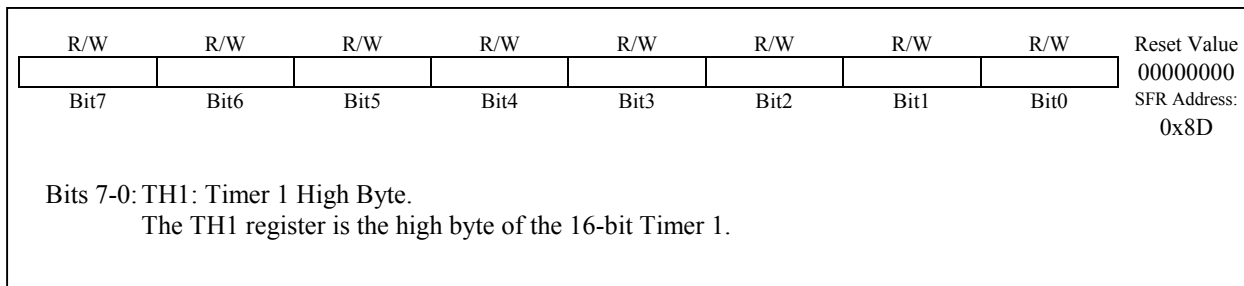 R/W R/W R/W R/W R/W R/W R/W R/W Reset Value
00000000
Bit7 Bit6 Bit5 Bit4 Bit3 Bit2 Bit1 Bit0 SFR Address:
0x8D
Bits 7-0: TH1: Timer 1 High Byte.
The TH1 register is the high byte of the 16-bit Timer 1.